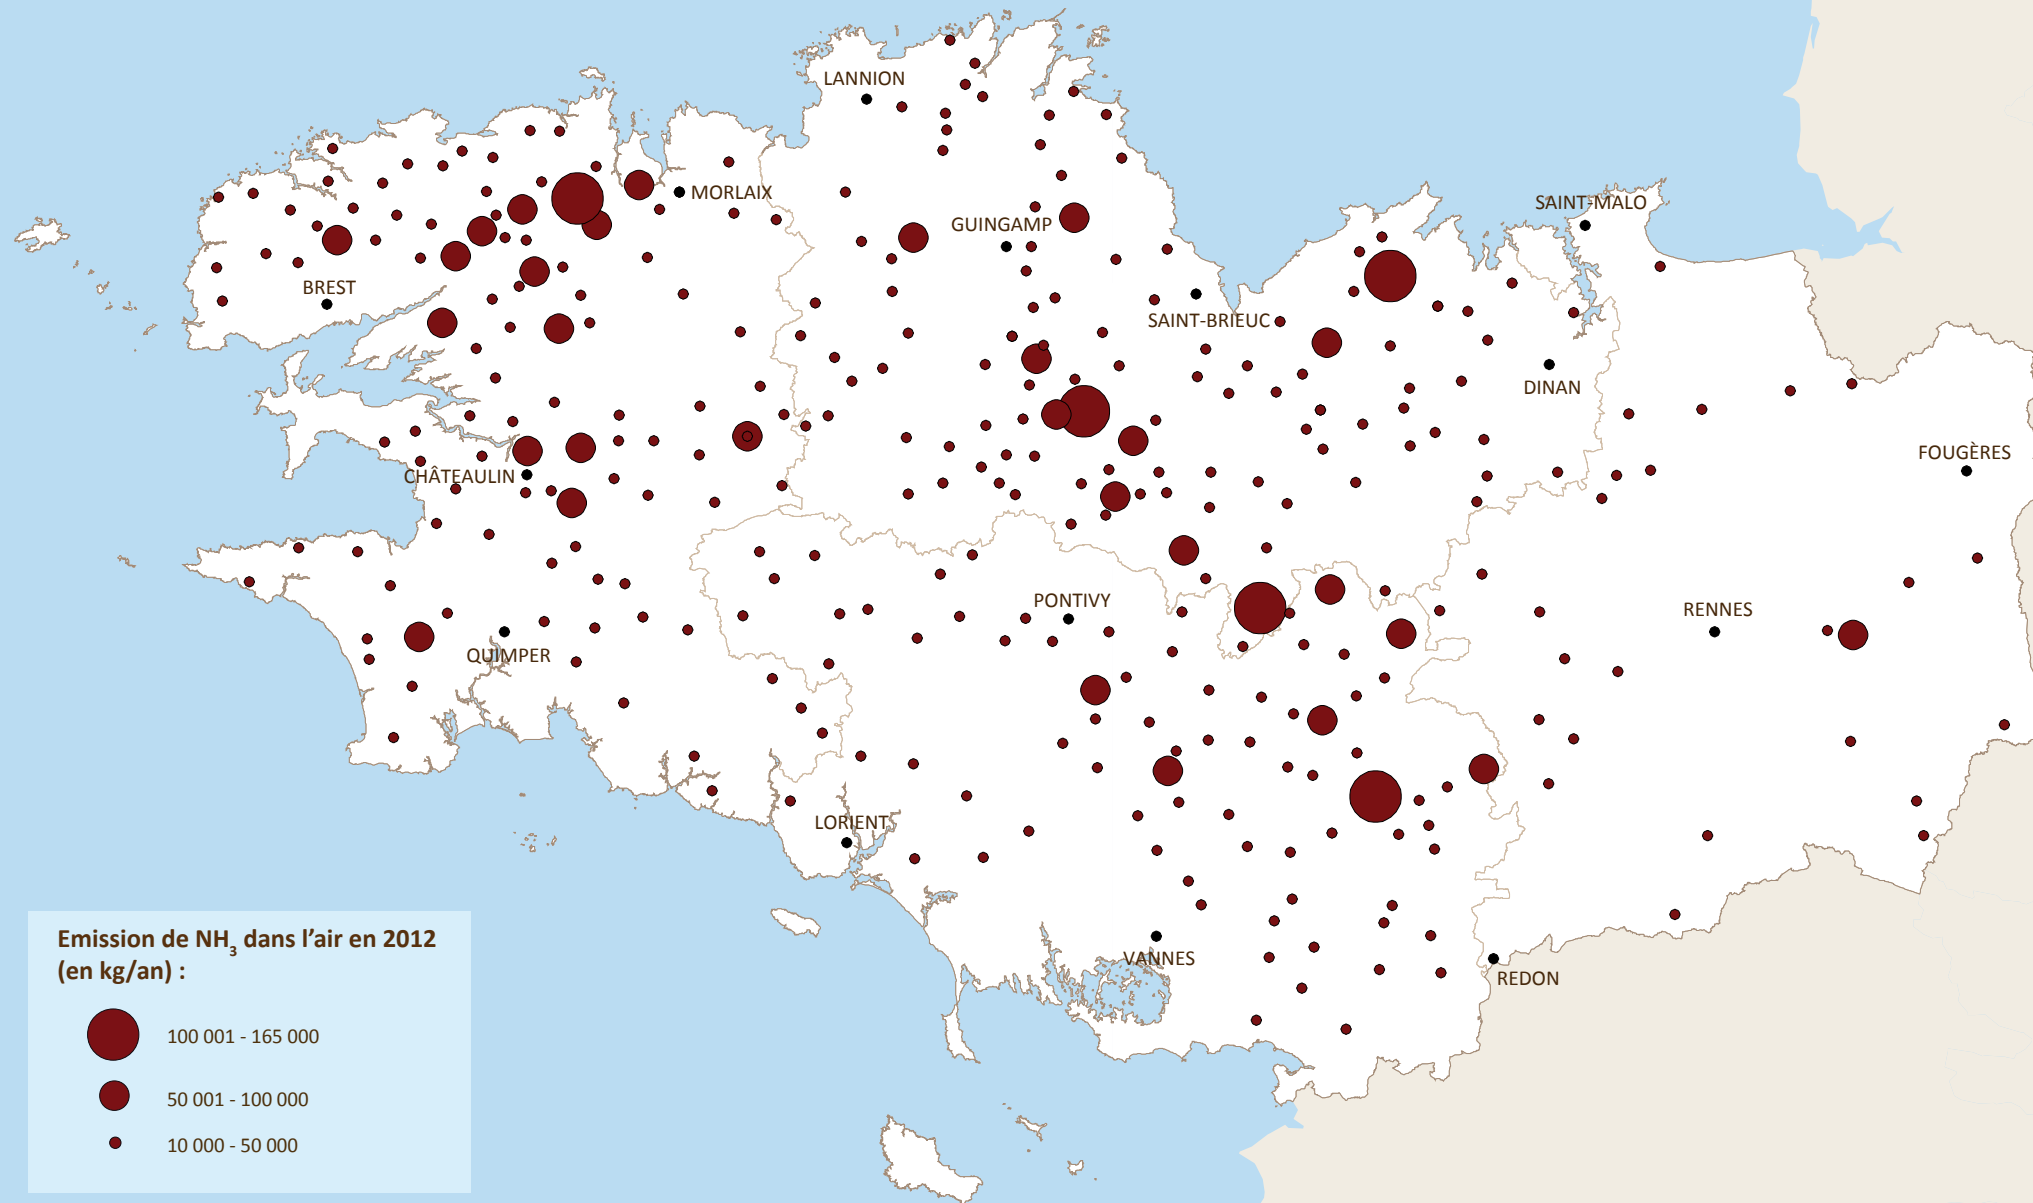 LANNION
MORLAIX
SAINT-MALO
GUINGAMP
BREST
SAINT-BRIEUC
DINAN
FOUGÈRES
CHÂTEAULIN
PONTIVY
RENNES
QUIMPER
LORIENT
VANNES
REDON
Emission de NH₃ dans l’air en 2012
(en kg/an) :
100 001 - 165 000
50 001 - 100 000
10 000 - 50 000